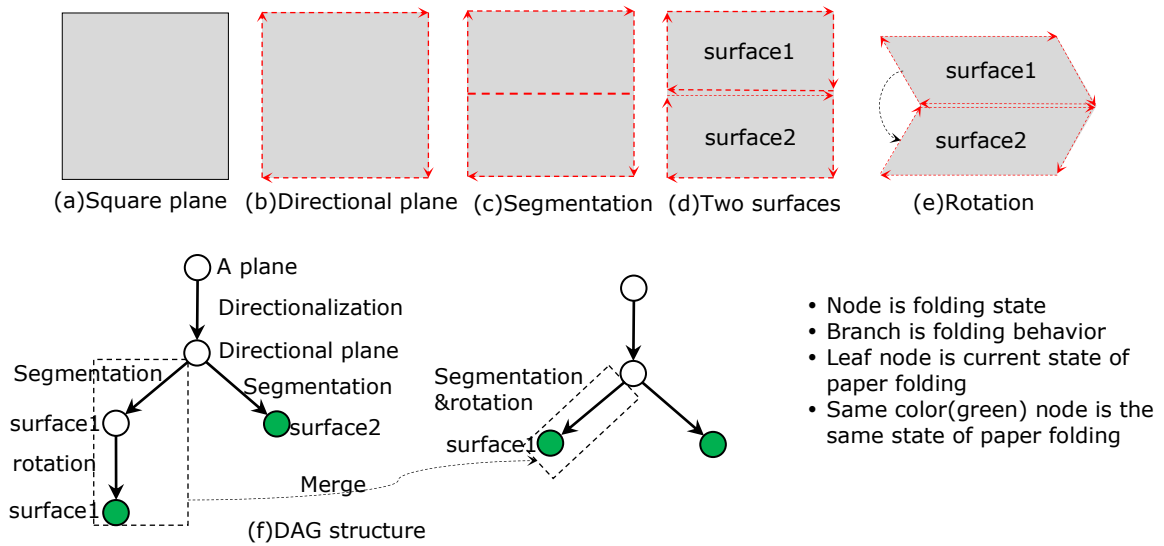 surface1
surface2
surface1
surface2
(a)Square plane
(b)Directional plane
(c)Segmentation
(d)Two surfaces
(e)Rotation
A plane
Directionalization
Directional plane
Segmentation
Segmentation
surface1
surface2
rotation
surface1
Merge
(f)DAG structure
Segmentation
&rotation
surface1
• Node is folding state
• Branch is folding behavior
• Leaf node is current state of
paper folding
• Same color(green) node is the
same state of paper folding